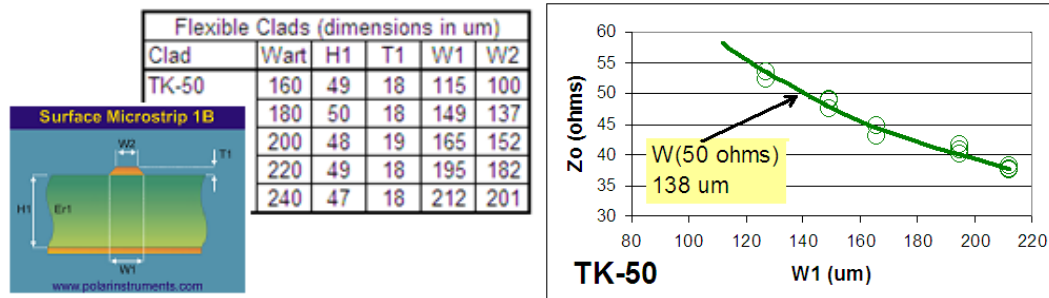 Flexible Clads (dimensions in um)
Clad Wart H1 T1 W1 W2
TK-50 160 49 18 115 100
180 50 18 149 137
200 48 19 165 152
220 49 18 195 182
240 47 18 212 201
Surface Microstrip 1B
W2
T1
H1
Er1
W1
www.polarinstruments.com
60
55
50
45
40
35
30
Zo (ohms)
W(50 ohms)
138 um
80 100 120 140 160 180 200 220
TK-50
W1 (um)